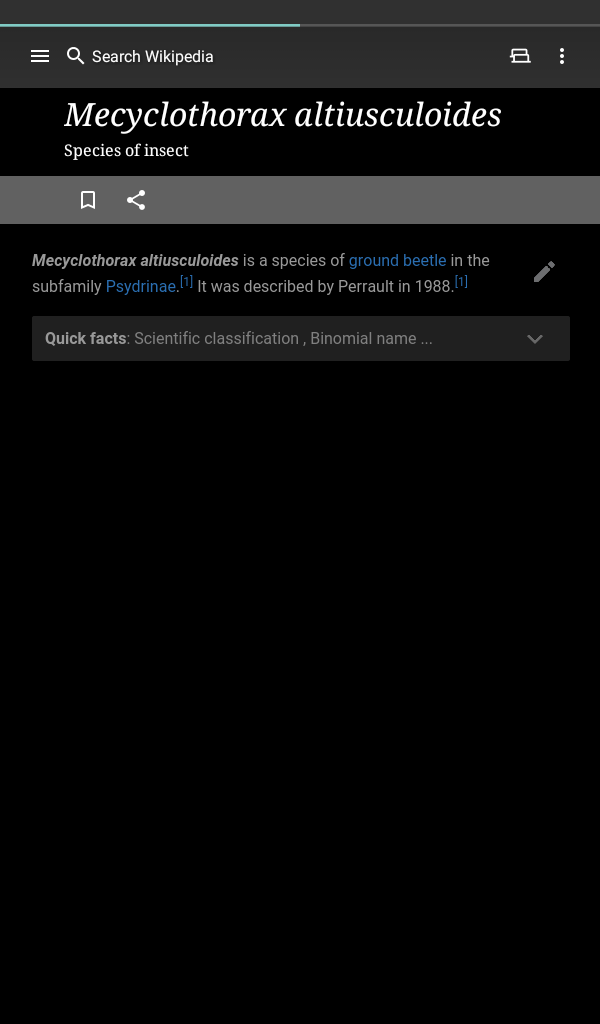 Search Wikipedia
Mecyclothorax altiusculoides
Species of insect
Mecyclothorax altiusculoides is a species of ground beetle in the
subfamily Psydrinae.[1] It was described by Perrault in 1988.[1]
Quick facts: Scientific classification , Binomial name ...